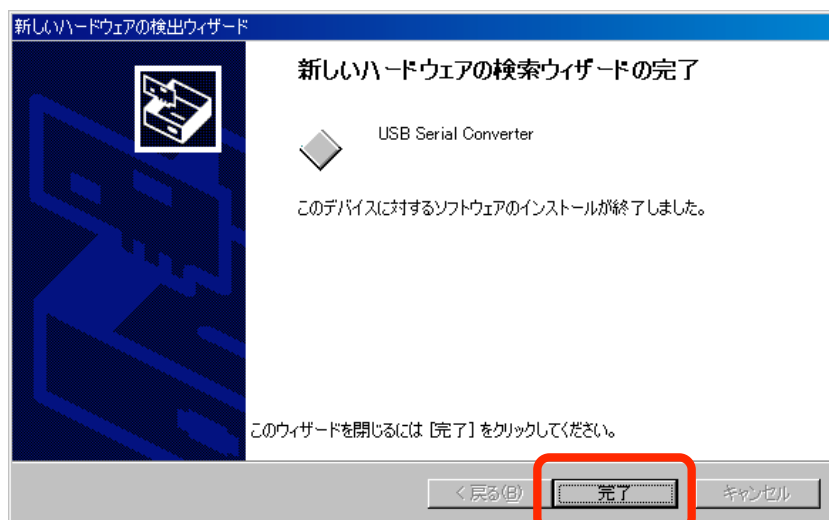 新しいハードウェアの検出ウィザード
新しいハードウェアの検索ウィザードの完了
USB Serial Converter
このデバイスに対するソフトウェアのインストールが終了しました。
このウィザードを閉じるには [完了] をクリックしてください。
< 戻る(B)
完了
キャンセル